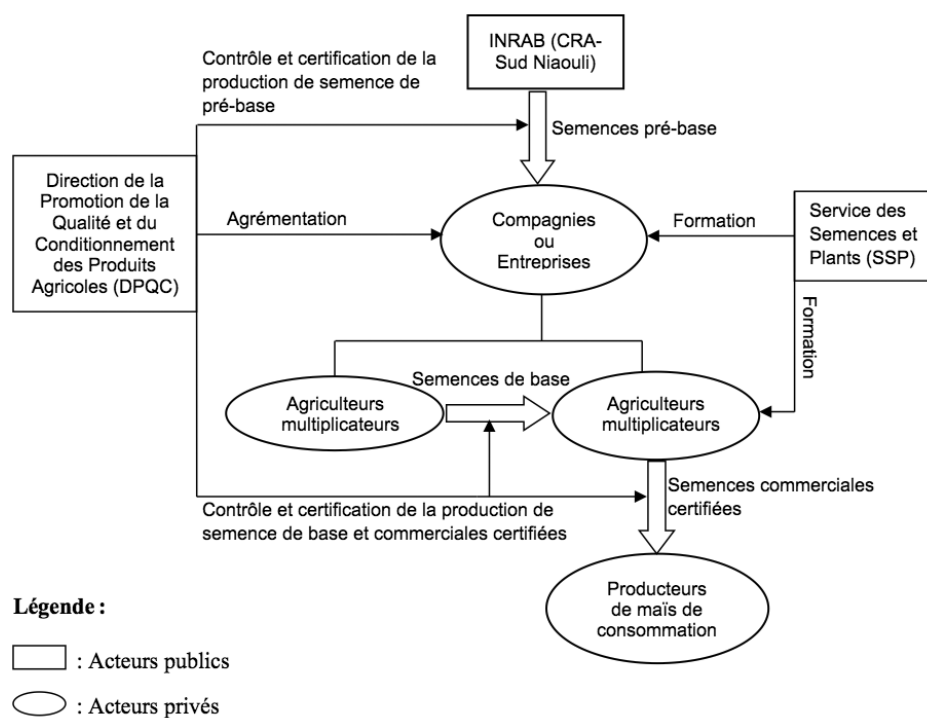 INRAB (CRA-
Sud Niaouli)
Contrôle et certification de la
production de semence de
pré-base
Semences pré-base
Direction de la
Promotion de la
Qualité et du
Conditionnement
des Produits
Agricoles (DPQC)
Agrémentation
Compagnies
ou
Entreprises
Formation
Service des
Semences et
Plants (SSP)
Formation
Semences de base
Agriculteurs
multiplicateurs
Agriculteurs
multiplicateurs
Contrôle et certification de la production de
semence de base et commerciales certifiées
Semences commerciales
certifiées
Producteurs
de maïs de
consommation
Légende :
: Acteurs publics
: Acteurs privés